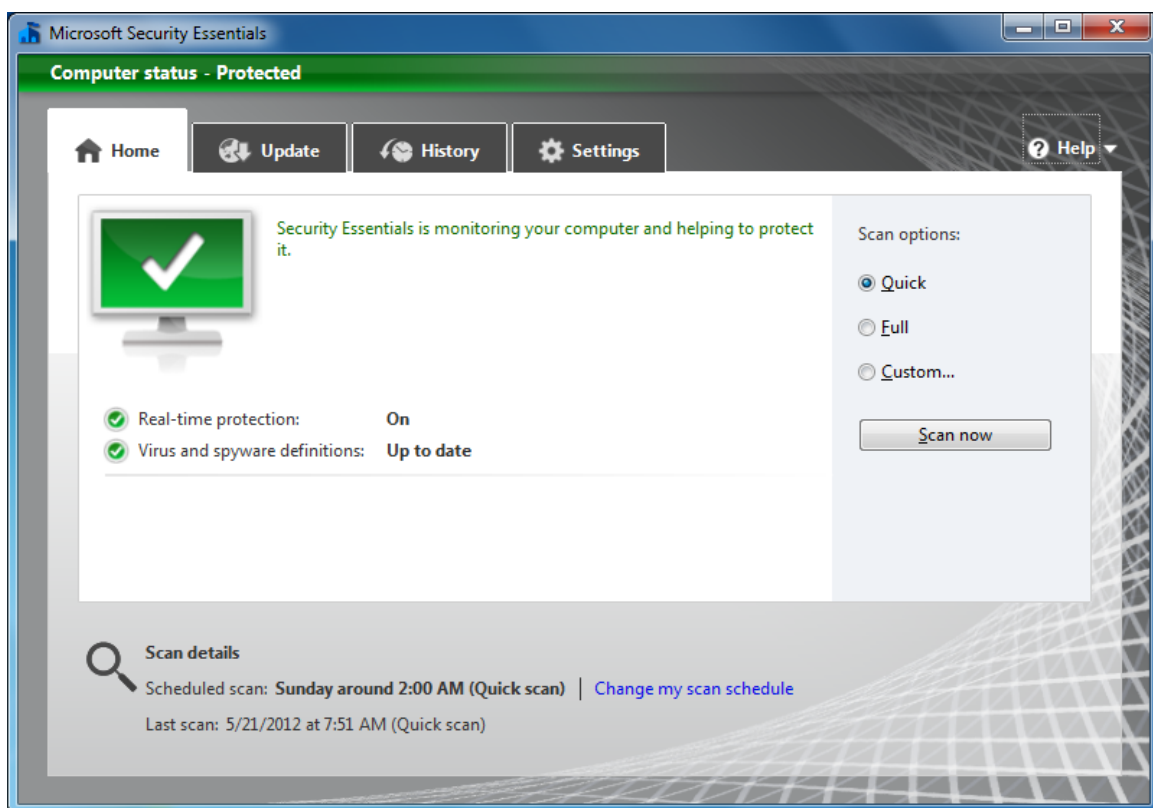 Microsoft Security Essentials
Computer status - Protected
Home
Update
History
Settings
Help
Security Essentials is monitoring your computer and helping to protect
it.
Real-time protection: On
Virus and spyware definitions: Up to date
Scan options:
Quick
Full
Custom...
Scan now
Scan details
Scheduled scan: Sunday around 2:00 AM (Quick scan) | Change my scan schedule
Last scan: 5/21/2012 at 7:51 AM (Quick scan)